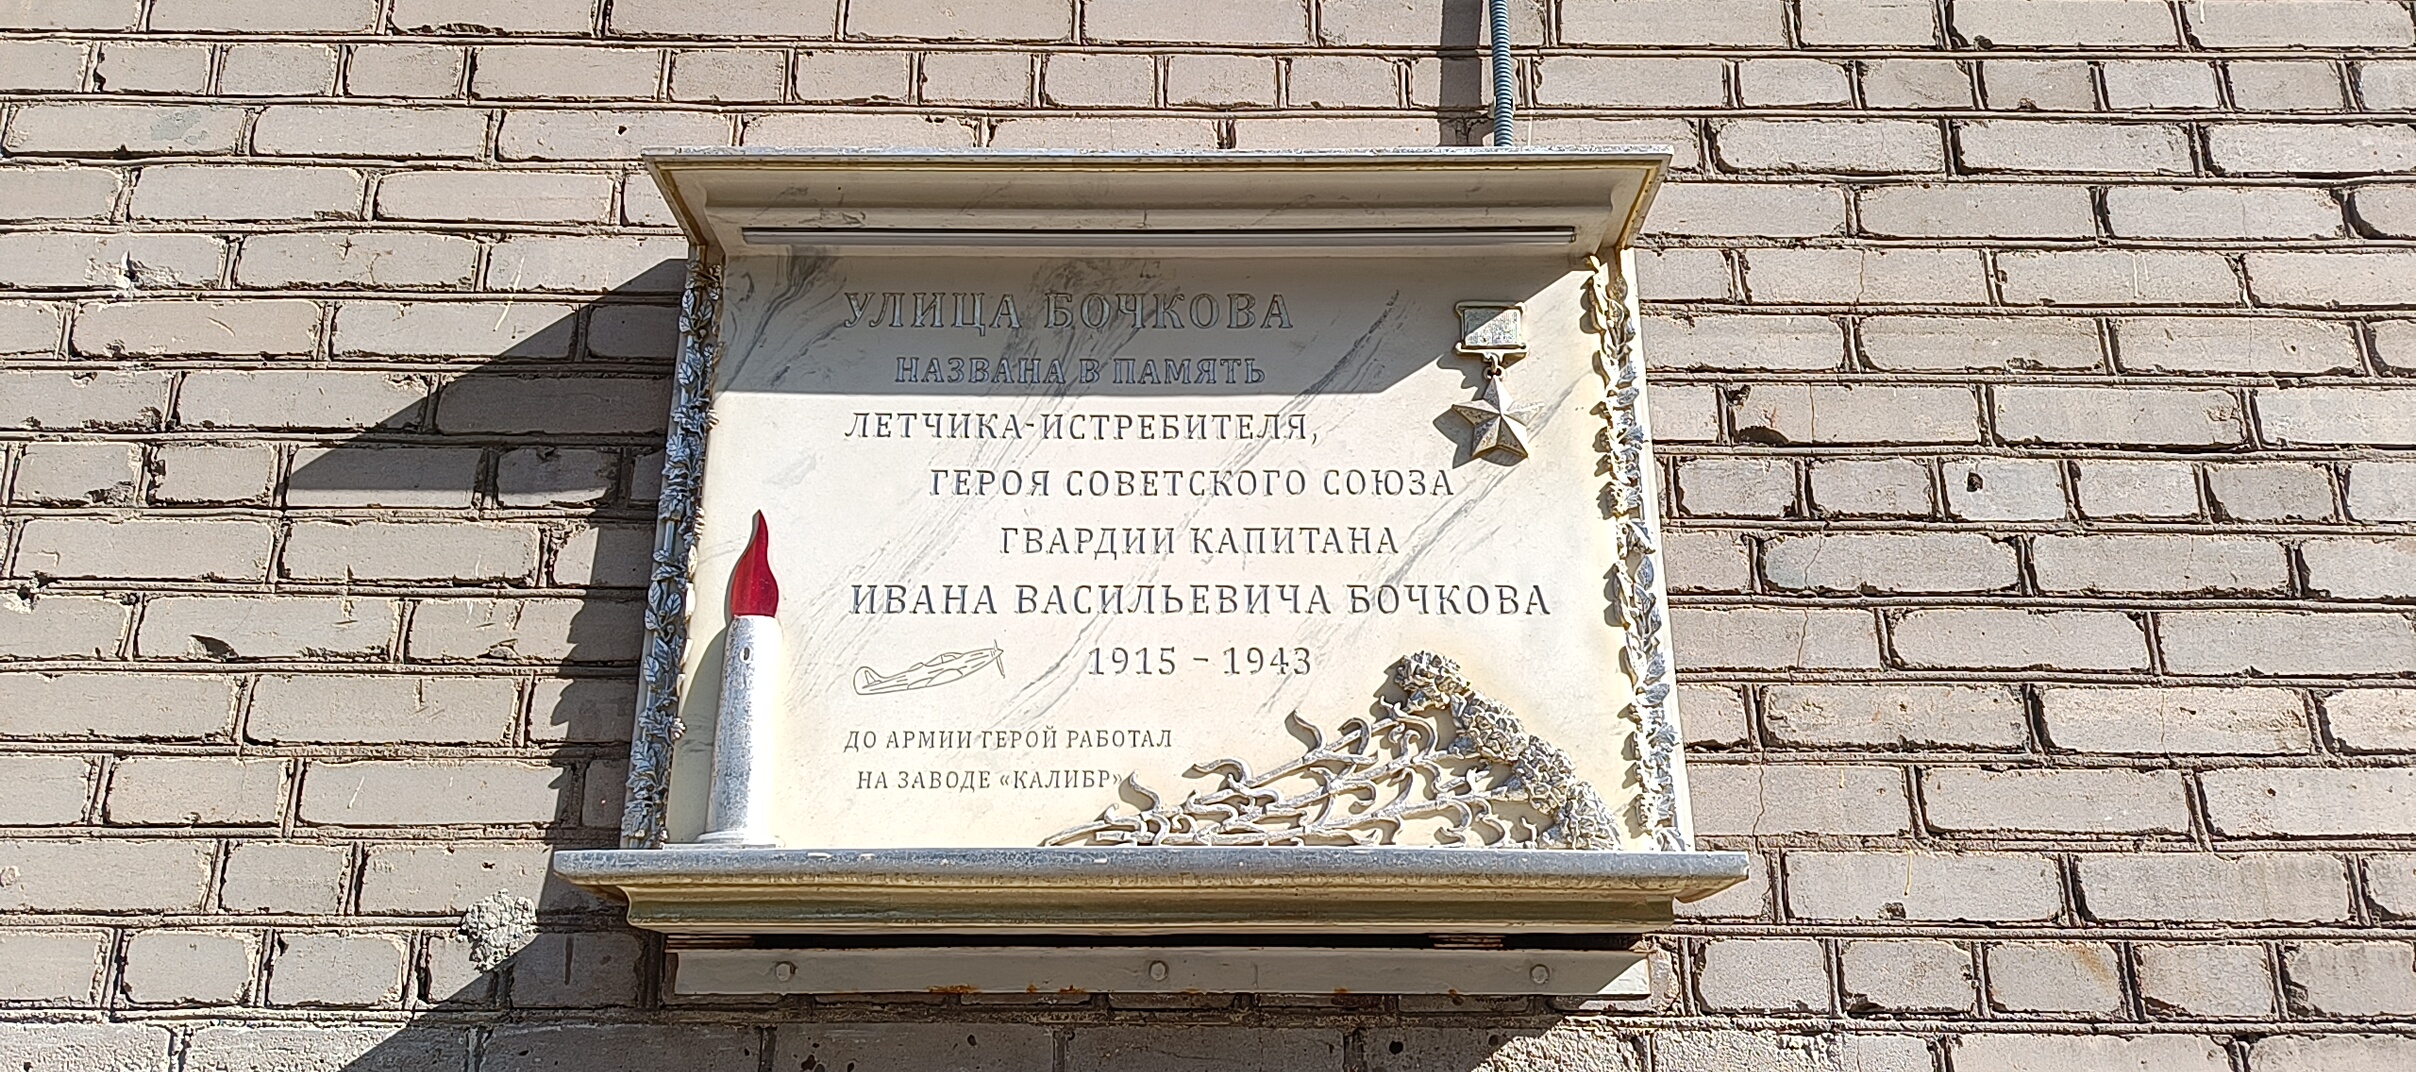 УЛИЦА БОЧКОВА
НАЗВАНА В ПАМЯТЬ
ЛЕТЧИКА-ИСТРЕБИТЕЛЯ,
ГЕРОЯ СОВЕТСКОГО СОЮЗА
ГВАРДИИ КАПИТАНА
ИВАНА ВАСИЛЬЕВИЧА БОЧКОВА
1915 - 1943
ДО АРМИИ ГЕРОЙ РАБОТАЛ
НА ЗАВОДЕ «КАЛИБР»